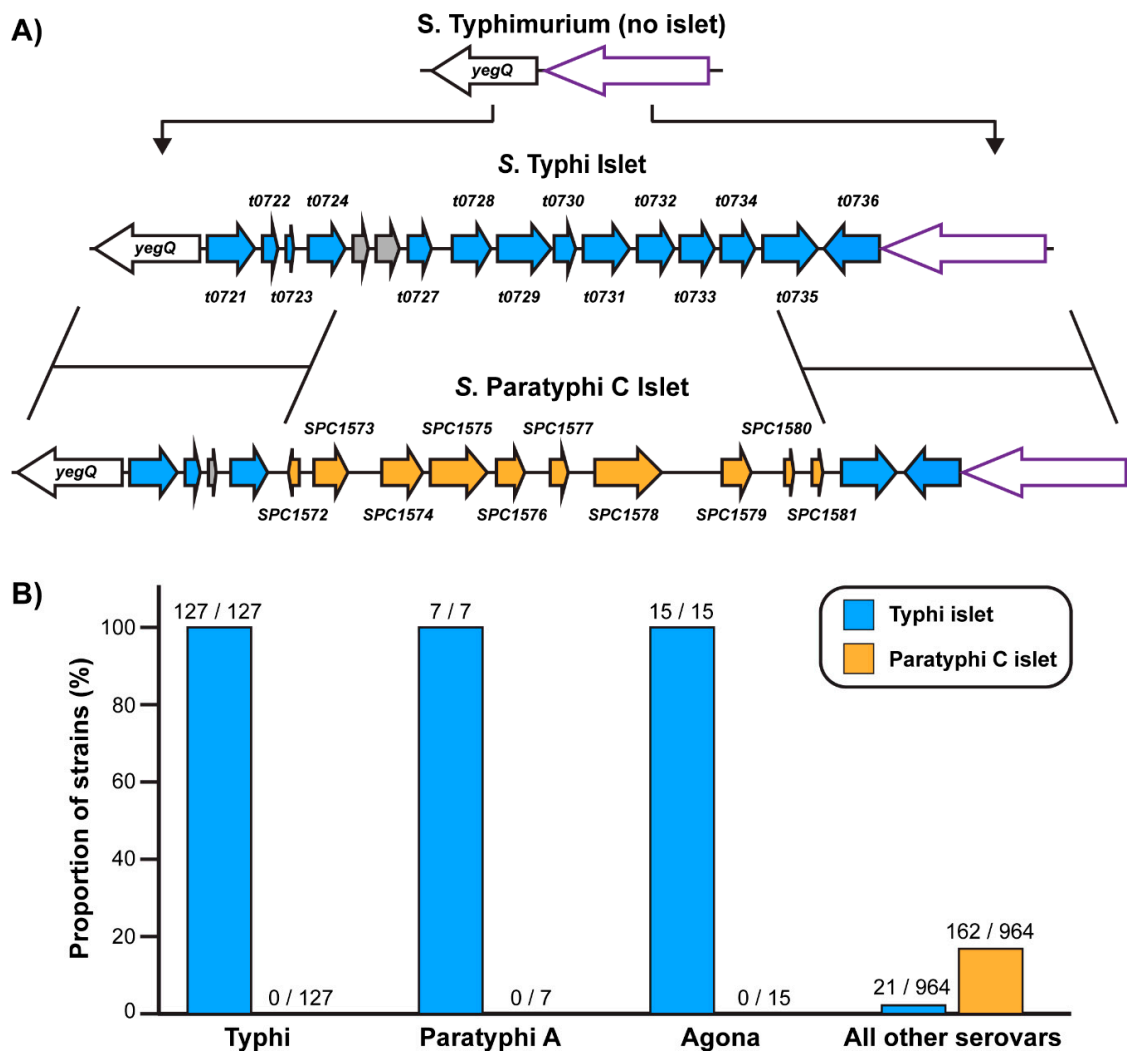 A)
S. Typhimurium (no islet)
yegQ
S. Typhi Islet
t0722 t0724 t0728 t0730 t0732 t0734 t0736
yegQ
t0721 t0723 t0727 t0729 t0731 t0733 t0735
S. Paratyphi C Islet
SPC1573 SPC1575 SPC1577 SPC1580
yegQ
SPC1572 SPC1574 SPC1576 SPC1578 SPC1579 SPC1581
B)
Proportion of strains (%)
100
80
60
40
20
0
127 / 127
0 / 127
7 / 7
0 / 7
15 / 15
0 / 15
21 / 964
162 / 964
Typhi islet
Paratyphi C islet
Typhi Paratyphi A Agona All other serovars